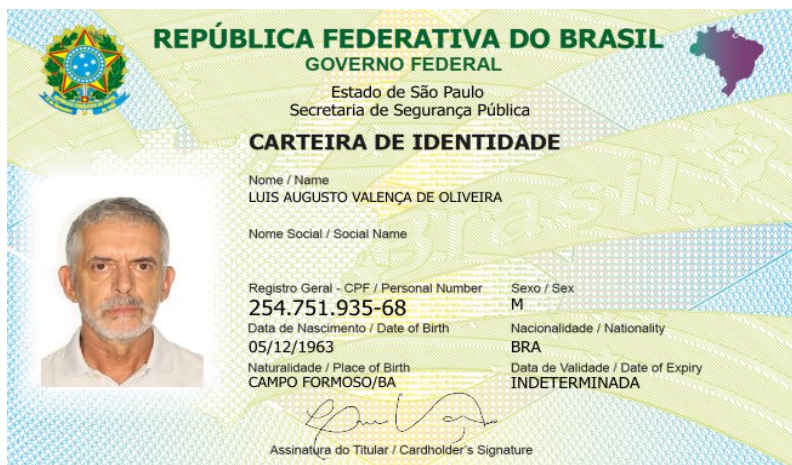 REPÚBLICA FEDERATIVA DO BRASIL
GOVERNO FEDERAL
Estado de São Paulo
Secretaria de Segurança Pública
CARTEIRA DE IDENTIDADE
Nome / Name
LUIS AUGUSTO VALENÇA DE OLIVEIRA
Nome Social / Social Name
Registro Geral - CPF / Personal Number Sexo / Sex
254.751.935-68 M
Data de Nascimento / Date of Birth Nacionalidade / Nationality
05/12/1963 BRA
Naturalidade / Place of Birth Data de Validade / Date of Expiry
CAMPO FORMOSO/BA INDETERMINADA
Assinatura do Titular / Cardholder's Signature
Brasil